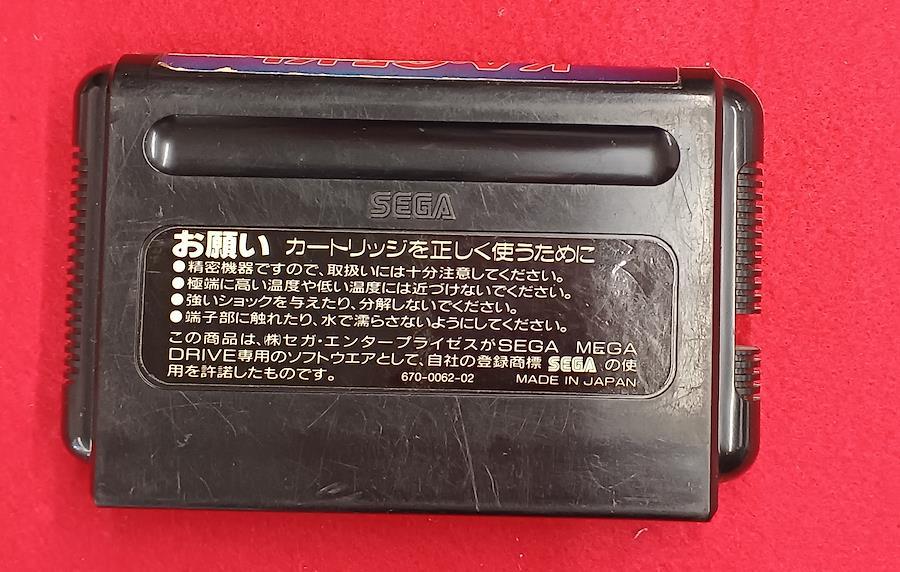 SEGA
お願い カートリッジを正しく使うために
●精密機器ですので、取扱いには十分注意してください。
●極端に高い温度や低い温度には近づけないでください。
●強いショックを与えたり、分解しないでください。
●端子部に触れたり、水で濡らさないようにしてください。
この商品は、㈱セガ・エンタープライゼスがSEGA MEGA
DRIVE専用のソフトウエアとして、自社の登録商標 SEGA の使
用を許諾したものです。 670-0062-02 MADE IN JAPAN